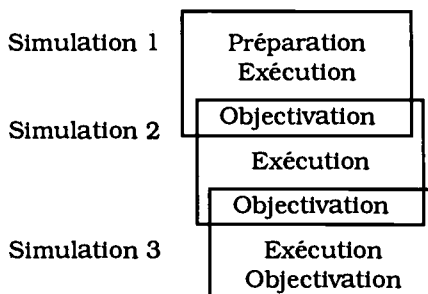 Simulation 1 Préparation
Exécution
Objectivation
Simulation 2
Exécution
Objectivation
Simulation 3 Exécution
Objectivation